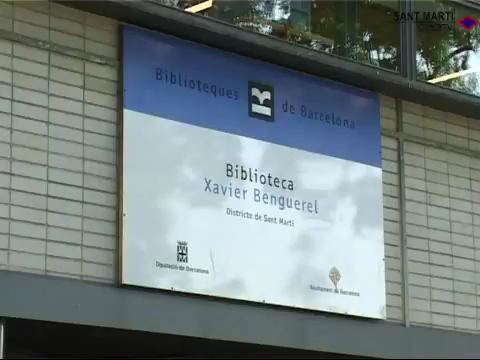 SANT MARTÍ
Biblioteques de Barcelona
Biblioteca
Xavier Benguerel
Districte de Sant Martí
Diputació de Barcelona
Ajuntament de Barcelona